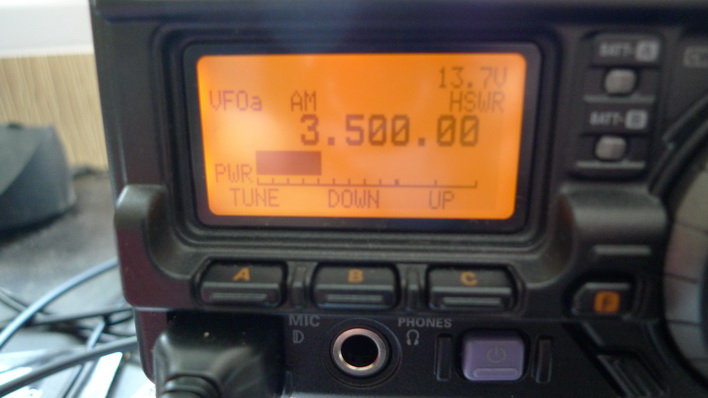 13.7V
VFOa AM HSWR
3.500.00
PWR
TUNE DOWN UP
A B C
F
MIC PHONES
BATT-A
BATT-B